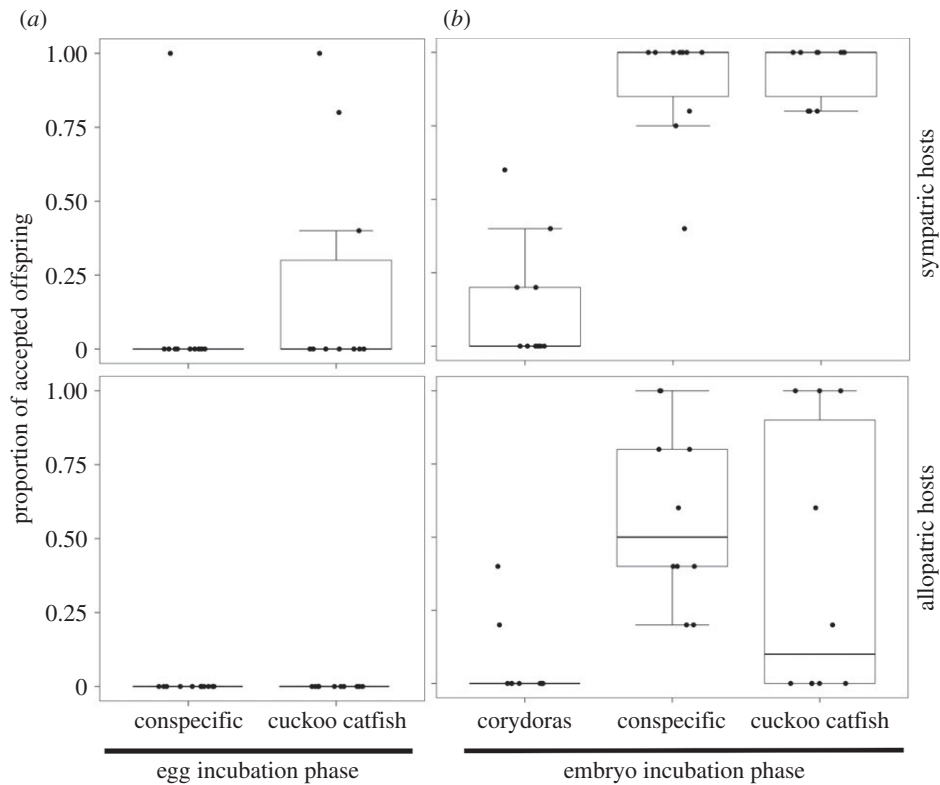 (a)
(b)
proportion of accepted offspring
1.00
0.75
0.50
0.25
0
sympatric hosts
1.00
0.75
0.50
0.25
0
allopatric hosts
conspecific cuckoo catfish
corydoras conspecific cuckoo catfish
egg incubation phase
embryo incubation phase